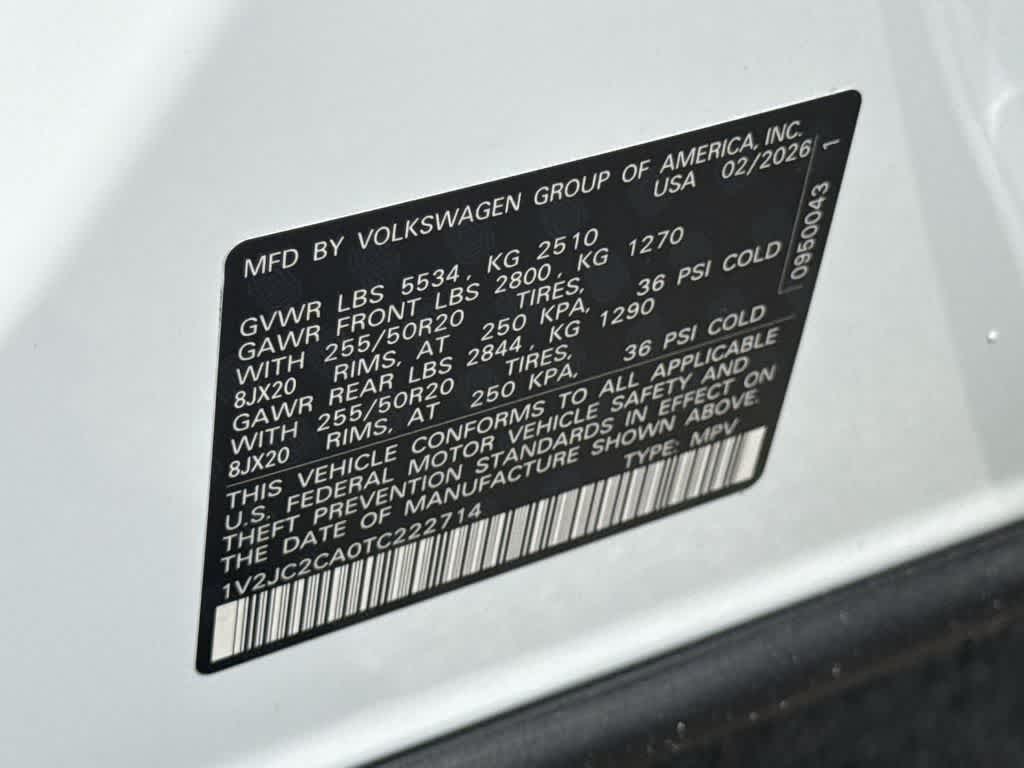 MFD BY VOLKSWAGEN GROUP OF AMERICA, INC.
USA 02/2026
GVWR LBS 5534, KG 2510
GAWR FRONT LBS 2800, KG 1270
WITH 255/50R20 TIRES,
8JX20 RIMS, AT 250 KPA, 36 PSI COLD
GAWR REAR LBS 2844, KG 1290
WITH 255/50R20 TIRES,
8JX20 RIMS, AT 250 KPA, 36 PSI COLD
THIS VEHICLE CONFORMS TO ALL APPLICABLE
U.S. FEDERAL MOTOR VEHICLE SAFETY AND
THEFT PREVENTION STANDARDS IN EFFECT ON
THE DATE OF MANUFACTURE SHOWN ABOVE.
1V2JC2CA0TC222714 TYPE: MPV
0950043 1